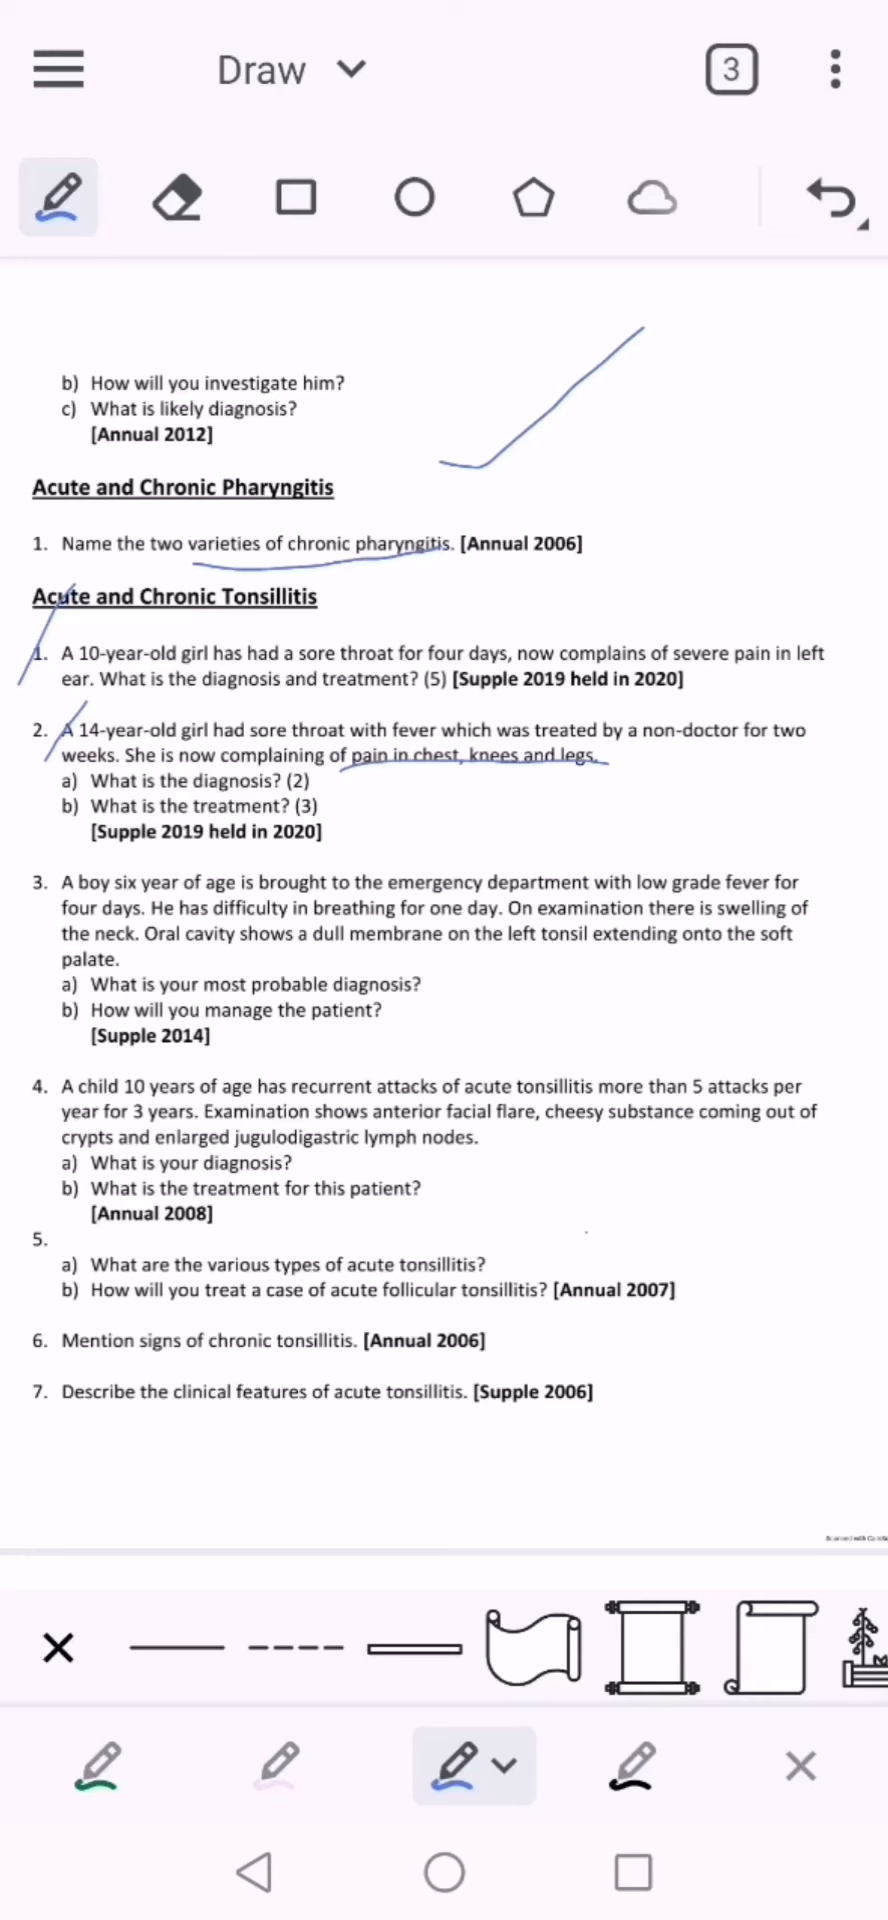 Draw
3
b) How will you investigate him?
c) What is likely diagnosis?
[Annual 2012]
Acute and Chronic Pharyngitis
1. Name the two varieties of chronic pharyngitis. [Annual 2006]
Acute and Chronic Tonsillitis
1. A 10-year-old girl has had a sore throat for four days, now complains of severe pain in left
ear. What is the diagnosis and treatment? (5) [Supple 2019 held in 2020]
2. A 14-year-old girl had sore throat with fever which was treated by a non-doctor for two
weeks. She is now complaining of pain in chest, knees and legs.
a) What is the diagnosis? (2)
b) What is the treatment? (3)
[Supple 2019 held in 2020]
3. A boy six year of age is brought to the emergency department with low grade fever for
four days. He has difficulty in breathing for one day. On examination there is swelling of
the neck. Oral cavity shows a dull membrane on the left tonsil extending onto the soft
palate.
a) What is your most probable diagnosis?
b) How will you manage the patient?
[Supple 2014]
4. A child 10 years of age has recurrent attacks of acute tonsillitis more than 5 attacks per
year for 3 years. Examination shows anterior facial flare, cheesy substance coming out of
crypts and enlarged jugulodigastric lymph nodes.
a) What is your diagnosis?
b) What is the treatment for this patient?
[Annual 2008]
5.
a) What are the various types of acute tonsillitis?
b) How will you treat a case of acute follicular tonsillitis? [Annual 2007]
6. Mention signs of chronic tonsillitis. [Annual 2006]
7. Describe the clinical features of acute tonsillitis. [Supple 2006]
Scanned with